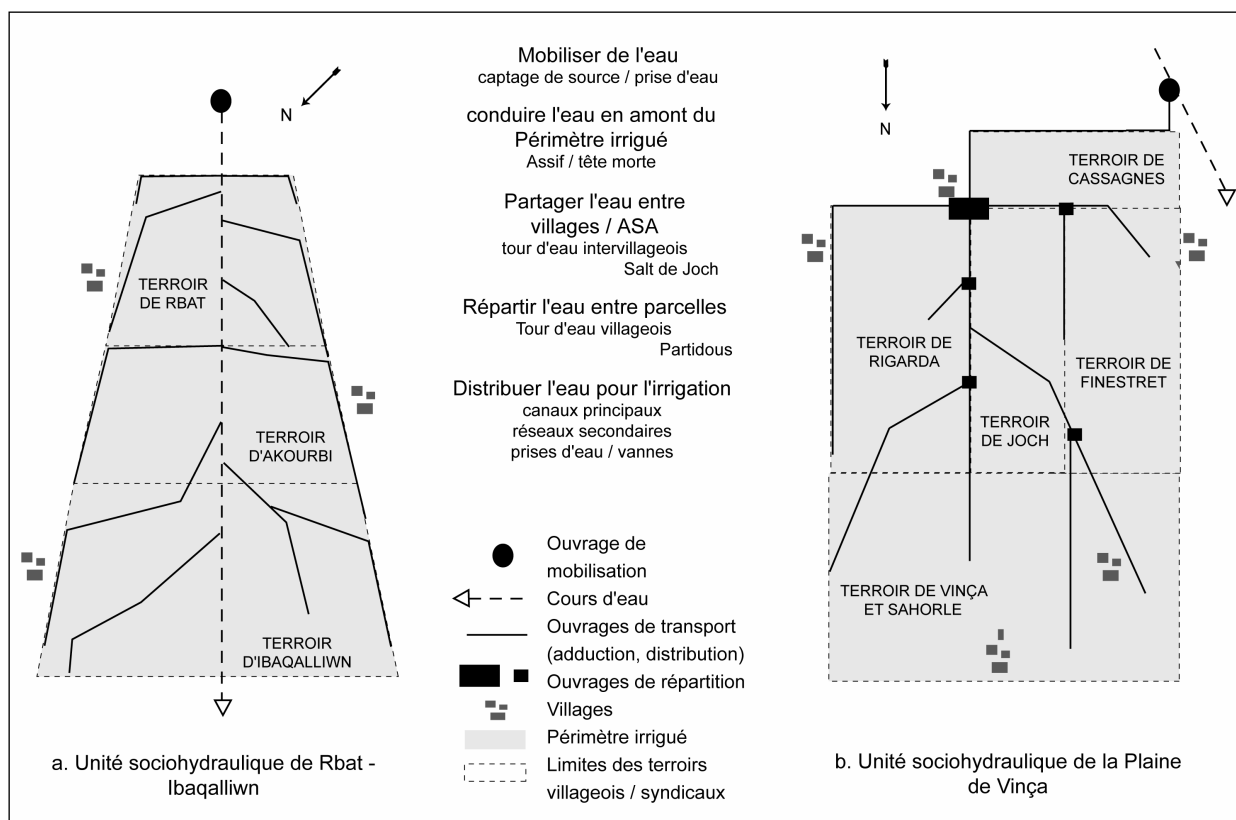 N
TERROIR
DE RBAT
TERROIR
D'AKOURBI
TERROIR
D'IBAQALLIWN
a. Unité sociohydraulique de Rbat -
Ibaqalliwn
Mobiliser de l'eau
captage de source / prise d'eau
conduire l'eau en amont du
Périmètre irrigué
Assif / tête morte
Partager l'eau entre
villages / ASA
tour d'eau intervillageois
Salt de Joch
Répartir l'eau entre parcelles
Tour d'eau villageois
Partidous
Distribuer l'eau pour l'irrigation
canaux principaux
réseaux secondaires
prises d'eau / vannes
Ouvrage de
mobilisation
Cours d'eau
Ouvrages de transport
(adduction, distribution)
Ouvrages de répartition
Villages
Périmètre irrigué
Limites des terroirs
villageois / syndicaux
N
TERROIR DE
CASSAGNES
TERROIR DE
RIGARDA
TERROIR DE
FINESTRET
TERROIR
DE JOCH
TERROIR DE VINÇA
ET SAHORLE
b. Unité sociohydraulique de la Plaine
de Vinça